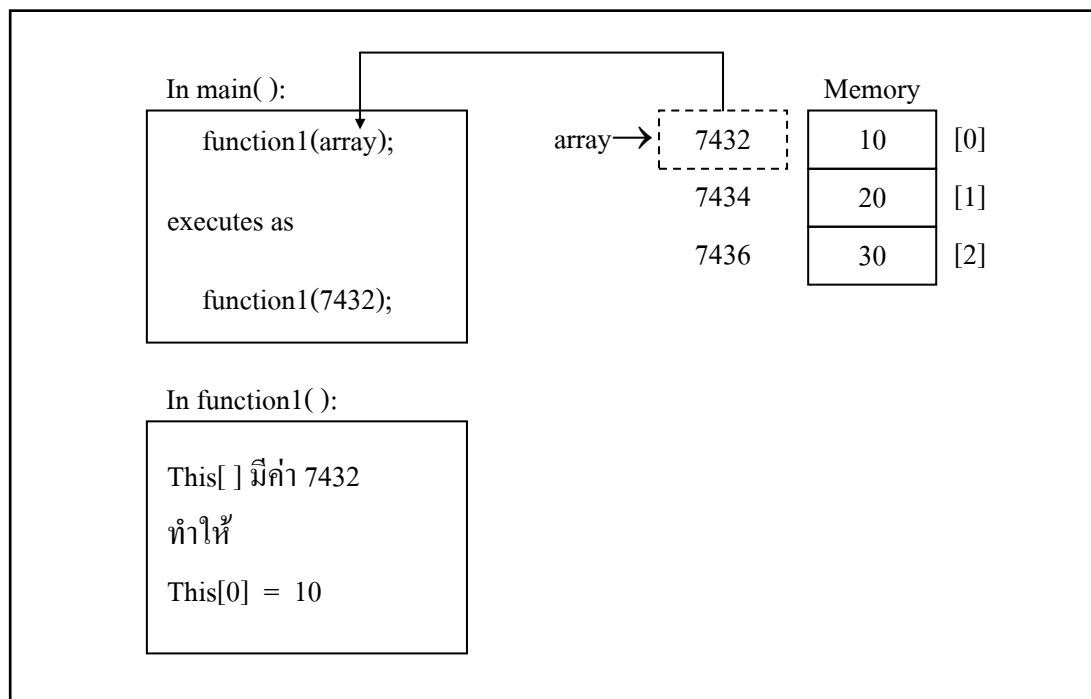 In main( ):
function1(array);
executes as
function1(7432);
Memory
array→ 7432 10 [0]
7434 20 [1]
7436 30 [2]
In function1( ):
This[ ] มีค่า 7432
ทำให้
This[0] = 10